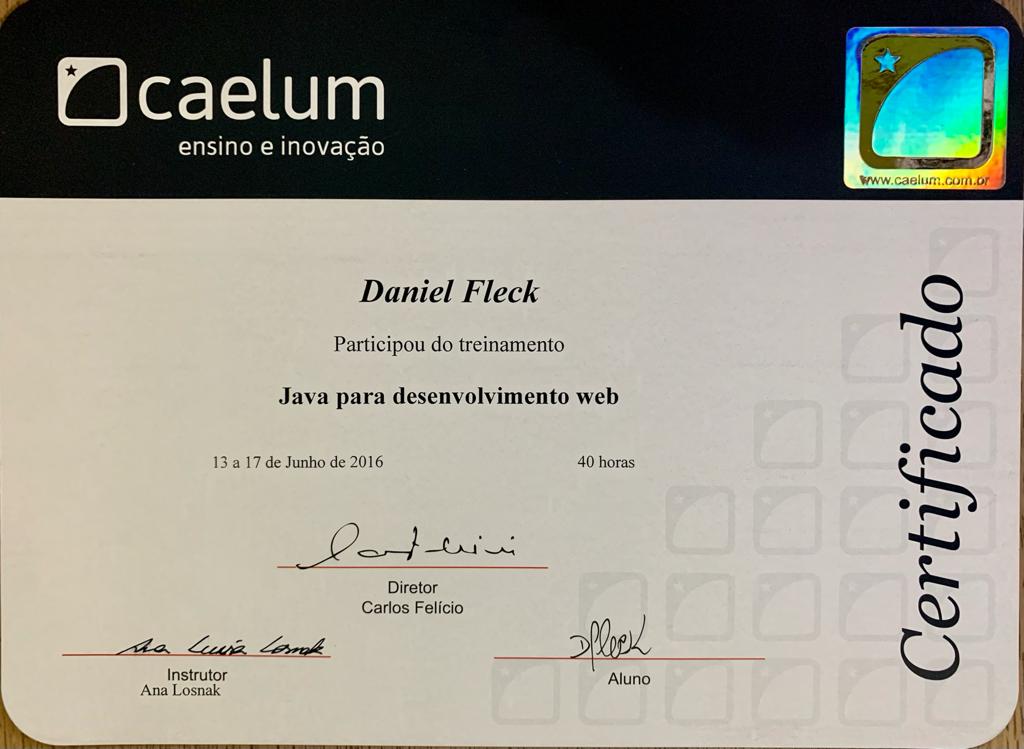 caelum
ensino e inovação
www.caelum.com.br
Certificado
Daniel Fleck
Participou do treinamento
Java para desenvolvimento web
13 a 17 de Junho de 2016 40 horas
Diretor
Carlos Felício
Ana Luisa Losnak
DFleck
Instrutor
Ana Losnak
Aluno